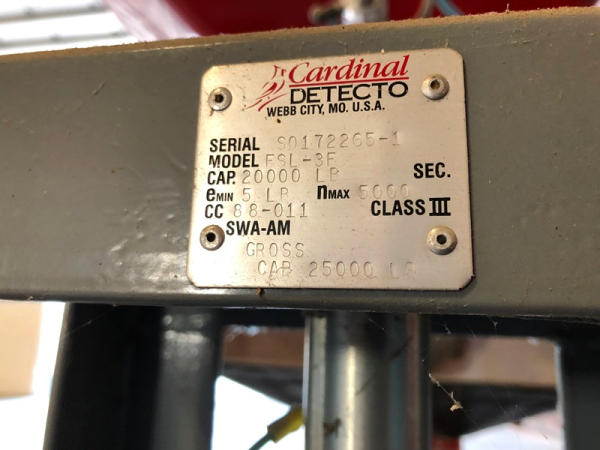 Cardinal
DETECTO
WEBB CITY, MO. U.S.A.
SERIAL S0172265-1
MODEL FSL-3F
CAP. 20000 LB SEC.
eMIN 5 LB nMAX 5000
CC 88-011 CLASS III
SWA-AM
GROSS
CAP 25000 LB